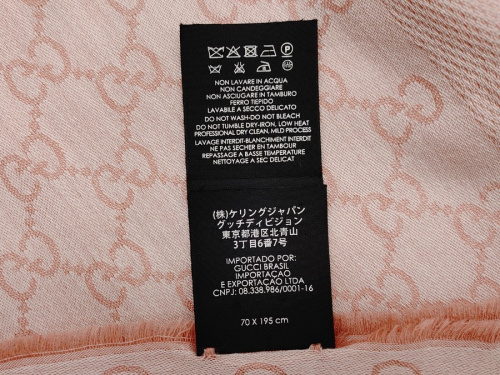 NON LAVARE IN ACQUA
NON CANDEGGIARE
NON ASCIUGARE IN TAMBURO
FERRO TIEPIDO
LAVABILE A SECCO DELICATO
DO NOT WASH-DO NOT BLEACH
DO NOT TUMBLE DRY-IRON, LOW HEAT
PROFESSIONAL DRY CLEAN, MILD PROCESS
LAVAGE INTERDIT-BLANCHIMENT INTERDIT
NE PAS SECHER EN TAMBOUR
REPASSAGE A BASSE TEMPERATURE
NETTOYAGE A SEC DELICAT
(株)ケリングジャパン
グッチディビジョン
東京都港区北青山
3丁目6番7号
IMPORTADO POR:
GUCCI BRASIL
IMPORTACAO
E EXPORTACAO LTDA
CNPJ: 08.338.986/0001-16
70 X 195 cm